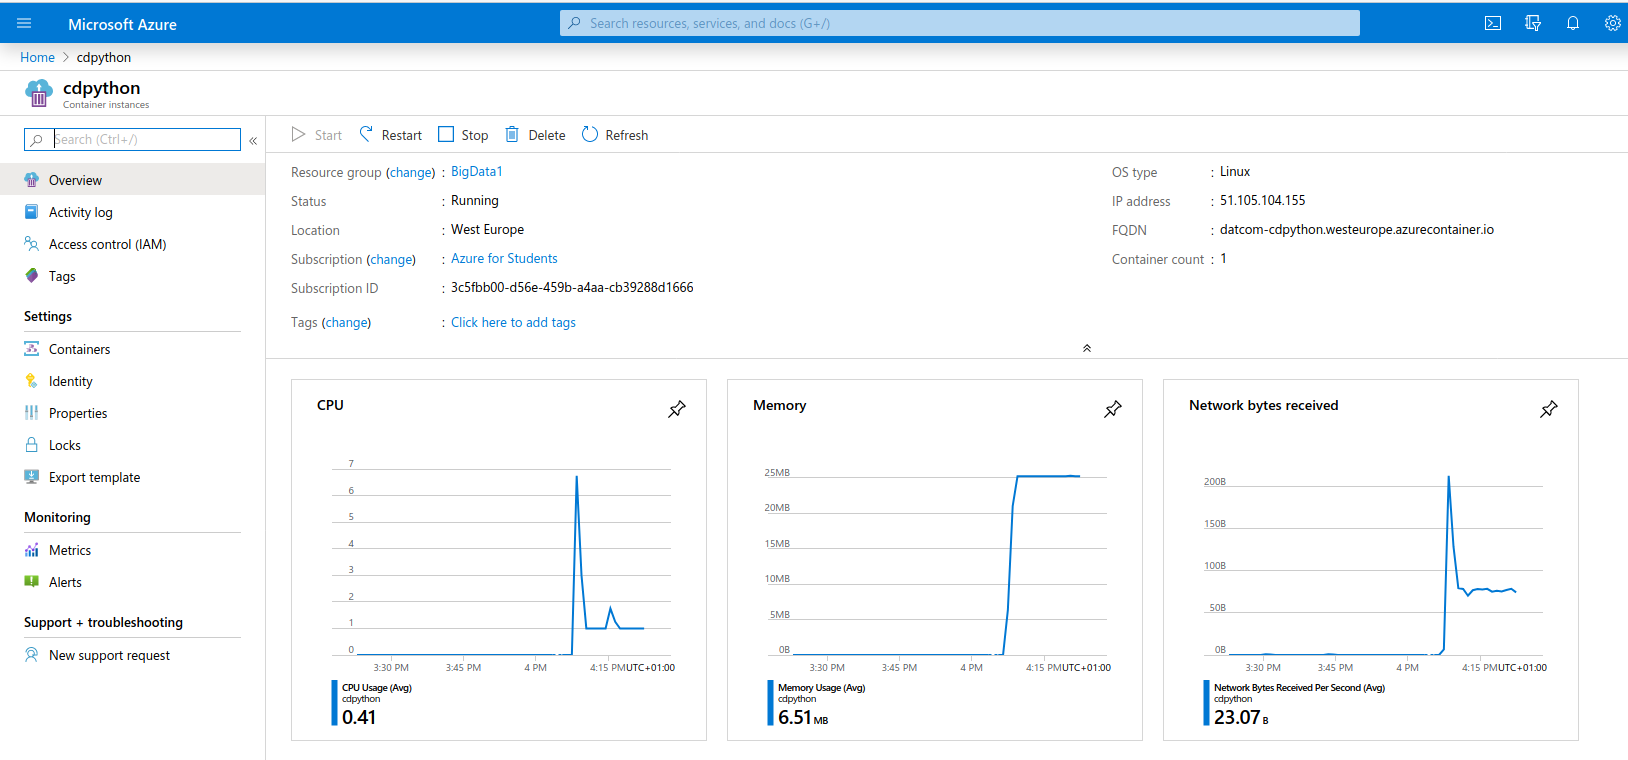 Microsoft Azure
Search resources, services, and docs (G+/)
Home > cdpython
cdpython
Container instances
Search (Ctrl+/)
«
Overview
Activity log
Access control (IAM)
Tags
Settings
Containers
Identity
Properties
Locks
Export template
Monitoring
Metrics
Alerts
Support + troubleshooting
New support request
Start Restart Stop Delete Refresh
Resource group (change) : BigData1
Status : Running
Location : West Europe
Subscription (change) : Azure for Students
Subscription ID : 3c5fbb00-d56e-459b-a4aa-cb39288d1666
Tags (change) : Click here to add tags
OS type : Linux
IP address : 51.105.104.155
FQDN : datcom-cdpython.westeurope.azurecontainer.io
Container count : 1
CPU
7
6
5
4
3
2
1
0
3:30 PM 3:45 PM 4 PM 4:15 PM UTC+01:00
CPU Usage (Avg)
cdpython
0.41
Memory
25MB
20MB
15MB
10MB
5MB
0B
3:30 PM 3:45 PM 4 PM 4:15 PM UTC+01:00
Memory Usage (Avg)
cdpython
6.51 MB
Network bytes received
200B
150B
100B
50B
0B
3:30 PM 3:45 PM 4 PM 4:15 PM UTC+01:00
Network Bytes Received Per Second (Avg)
cdpython
23.07 B